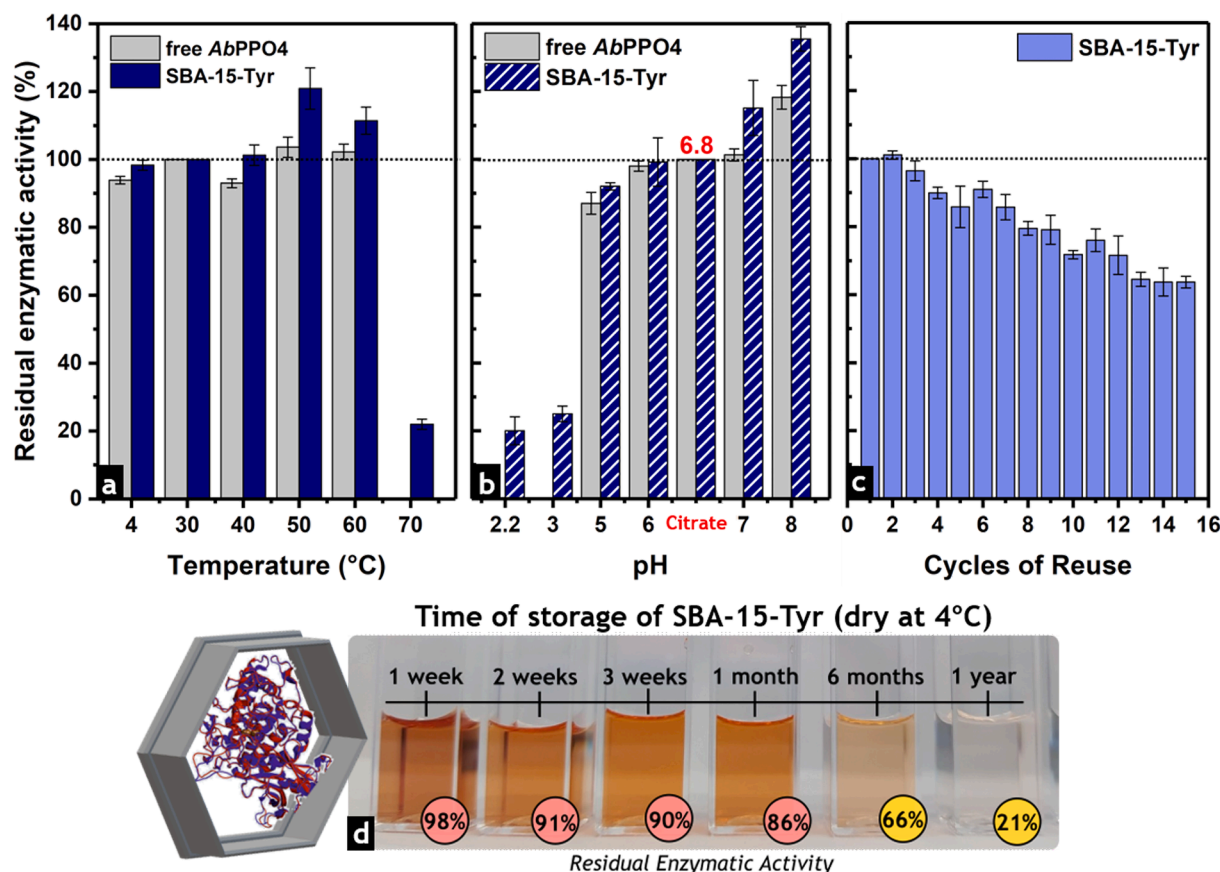 Residual enzymatic activity (%)
140
120
100
80
60
40
20
0
free AbPPO4
SBA-15-Tyr
a
4 30 40 50 60 70
Temperature (°C)
free AbPPO4
SBA-15-Tyr
6.8
b
2.2 3 5 6 Citrate 7 8
pH
SBA-15-Tyr
c
0 2 4 6 8 10 12 14 16
Cycles of Reuse
Time of storage of SBA-15-Tyr (dry at 4°C)
1 week 2 weeks 3 weeks 1 month 6 months 1 year
98% 91% 90% 86% 66% 21%
d
Residual Enzymatic Activity